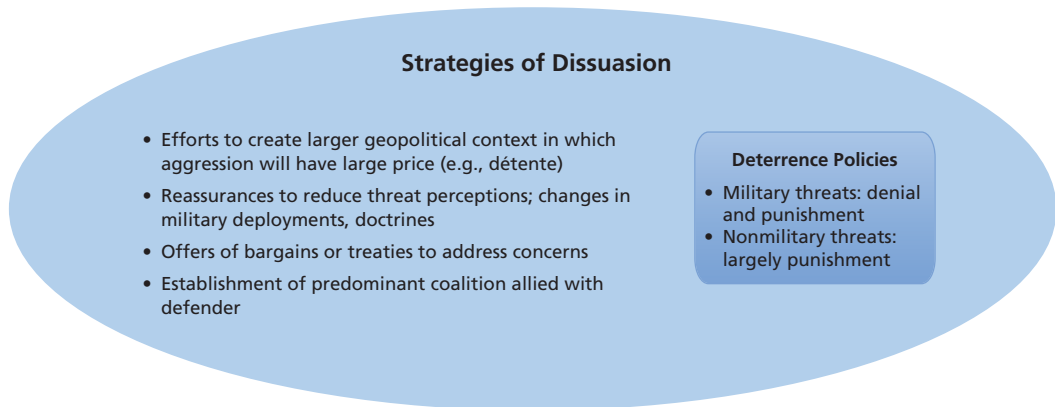 Strategies of Dissuasion
• Efforts to create larger geopolitical context in which
aggression will have large price (e.g., détente)
• Reassurances to reduce threat perceptions; changes in
military deployments, doctrines
• Offers of bargains or treaties to address concerns
• Establishment of predominant coalition allied with
defender
Deterrence Policies
• Military threats: denial
and punishment
• Nonmilitary threats:
largely punishment